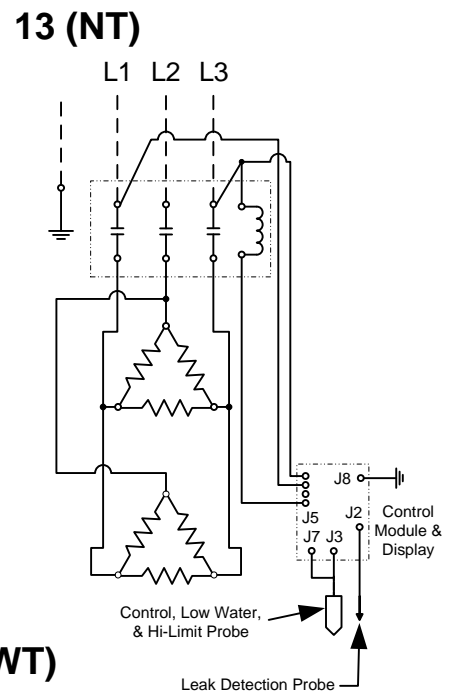 13 (NT)
L1 L2 L3
J8
J5
J2
Control
Module &
Display
J7 J3
Control, Low Water,
& Hi-Limit Probe
WT)
Leak Detection Probe